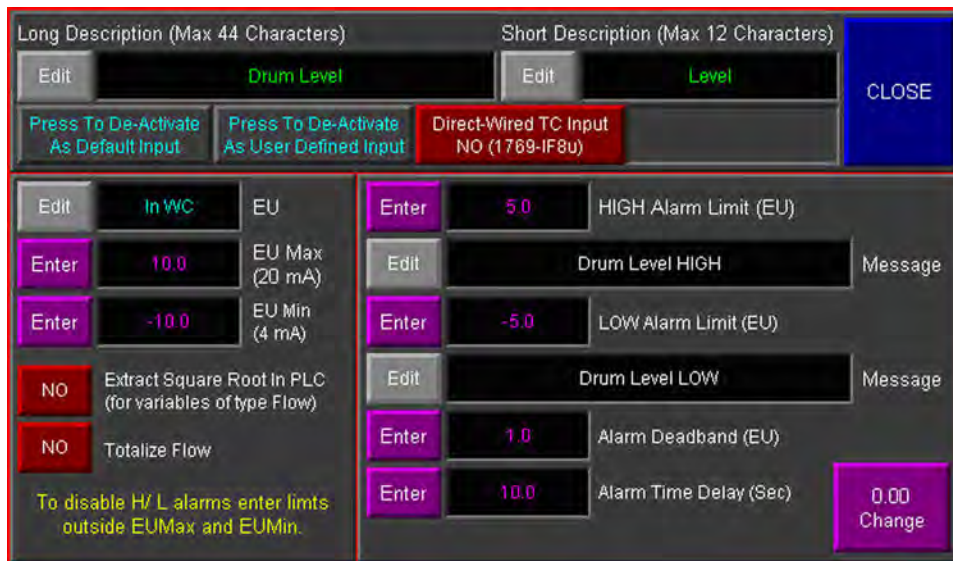 Long Description (Max 44 Characters)
Short Description (Max 12 Characters)
Edit
Drum Level
Edit
Level
CLOSE
Press To De-Activate
As Default Input
Press To De-Activate
As User Defined Input
Direct-Wired TC Input
NO (1769-IF8u)
Edit
In WC
EU
Enter
10.0
EU Max
(20 mA)
Enter
-10.0
EU Min
(4 mA)
NO
Extract Square Root In PLC
(for variables of type Flow)
NO
Totalize Flow
To disable H/ L alarms enter limts
outside EUMax and EUMin.
Enter
5.0
HIGH Alarm Limit (EU)
Edit
Drum Level HIGH
Message
Enter
-5.0
LOW Alarm Limit (EU)
Edit
Drum Level LOW
Message
Enter
1.0
Alarm Deadband (EU)
Enter
10.0
Alarm Time Delay (Sec)
0.00
Change